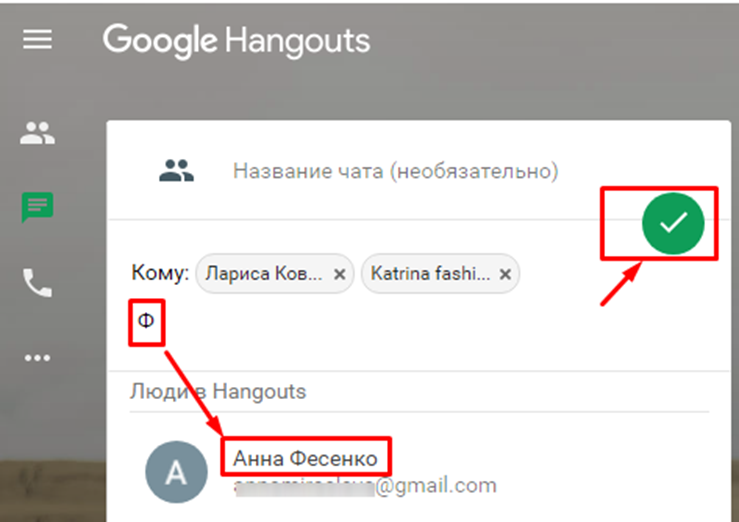 Google Hangouts
Название чата (необязательно)
Кому: Лариса Ков... × Katrina fashi... ×
Ф
Люди в Hangouts
А
Анна Фесенко
@gmail.com